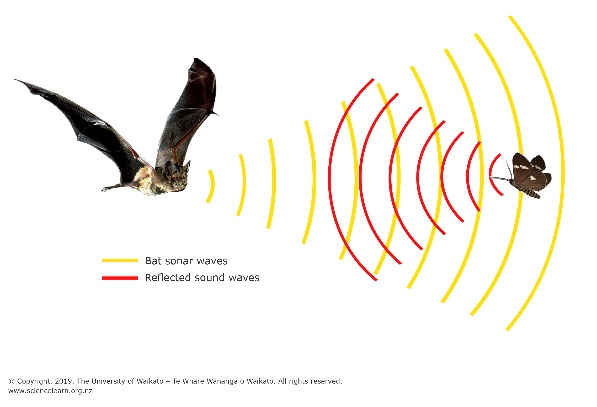 Bat sonar waves
Reflected sound waves
© Copyright. 2019. The University of Waikato – Te Whare Wānanga o Waikato. All rights reserved.
www.sciencelearn.org.nz